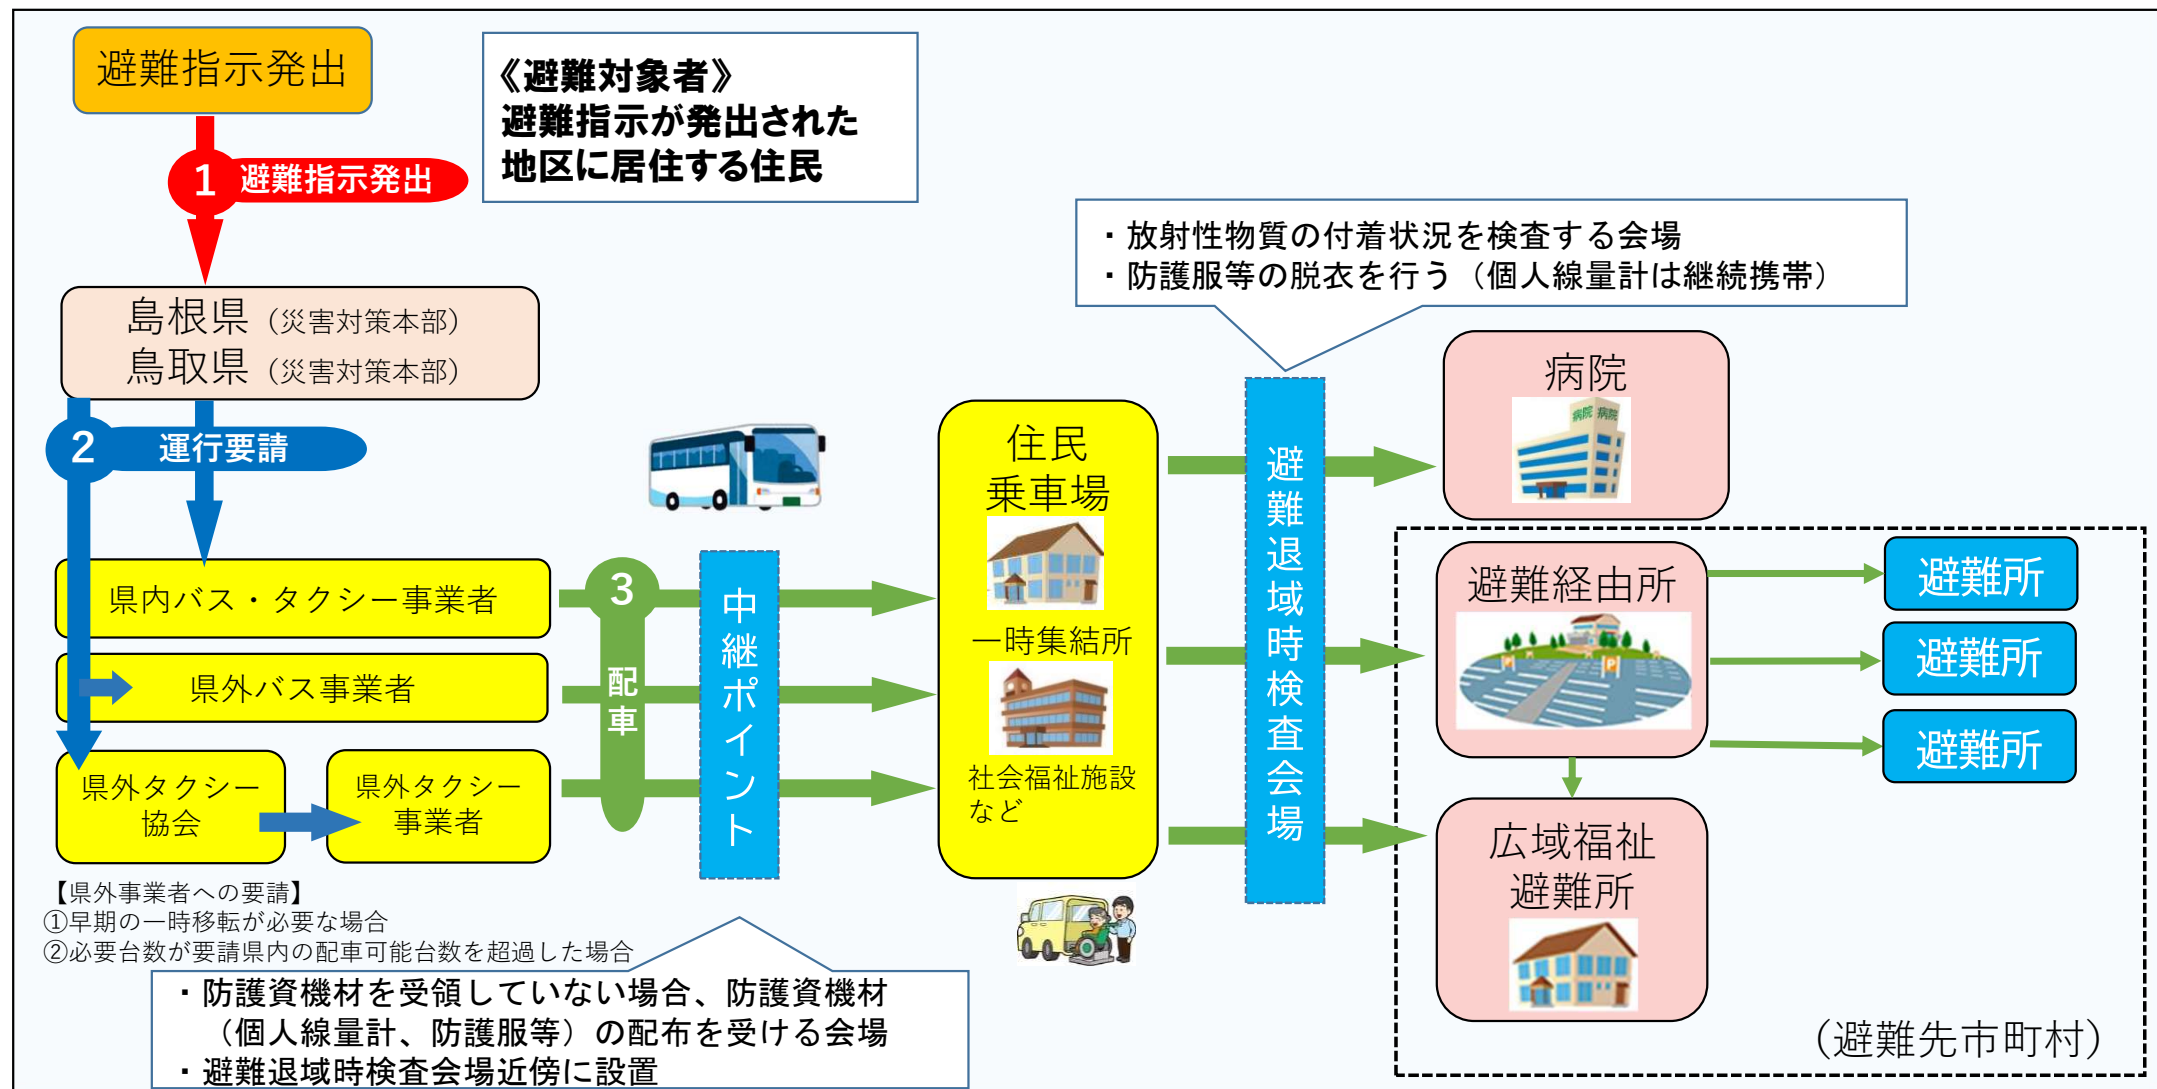 避難指示発出
《避難対象者》
避難指示が発出された
地区に居住する住民
1 避難指示発出
・放射性物質の付着状況を検査する会場
・防護服等の脱衣を行う（個人線量計は継続携帯）
島根県（災害対策本部）
鳥取県（災害対策本部）
2 運行要請
県内バス・タクシー事業者
県外バス事業者
県外タクシー
協会
県外タクシー
事業者
【県外事業者への要請】
①早期の一時移転が必要な場合
②必要台数が要請県内の配車可能台数を超過した場合
3
配車
中継ポイント
・防護資機材を受領していない場合、防護資機材
（個人線量計、防護服等）の配布を受ける会場
・避難退域時検査会場近傍に設置
住民
乗車場
一時集結所
社会福祉施設
など
避難退域時検査会場
病院
病院 病院
避難経由所
P
P
避難所
避難所
避難所
広域福祉
避難所
（避難先市町村）